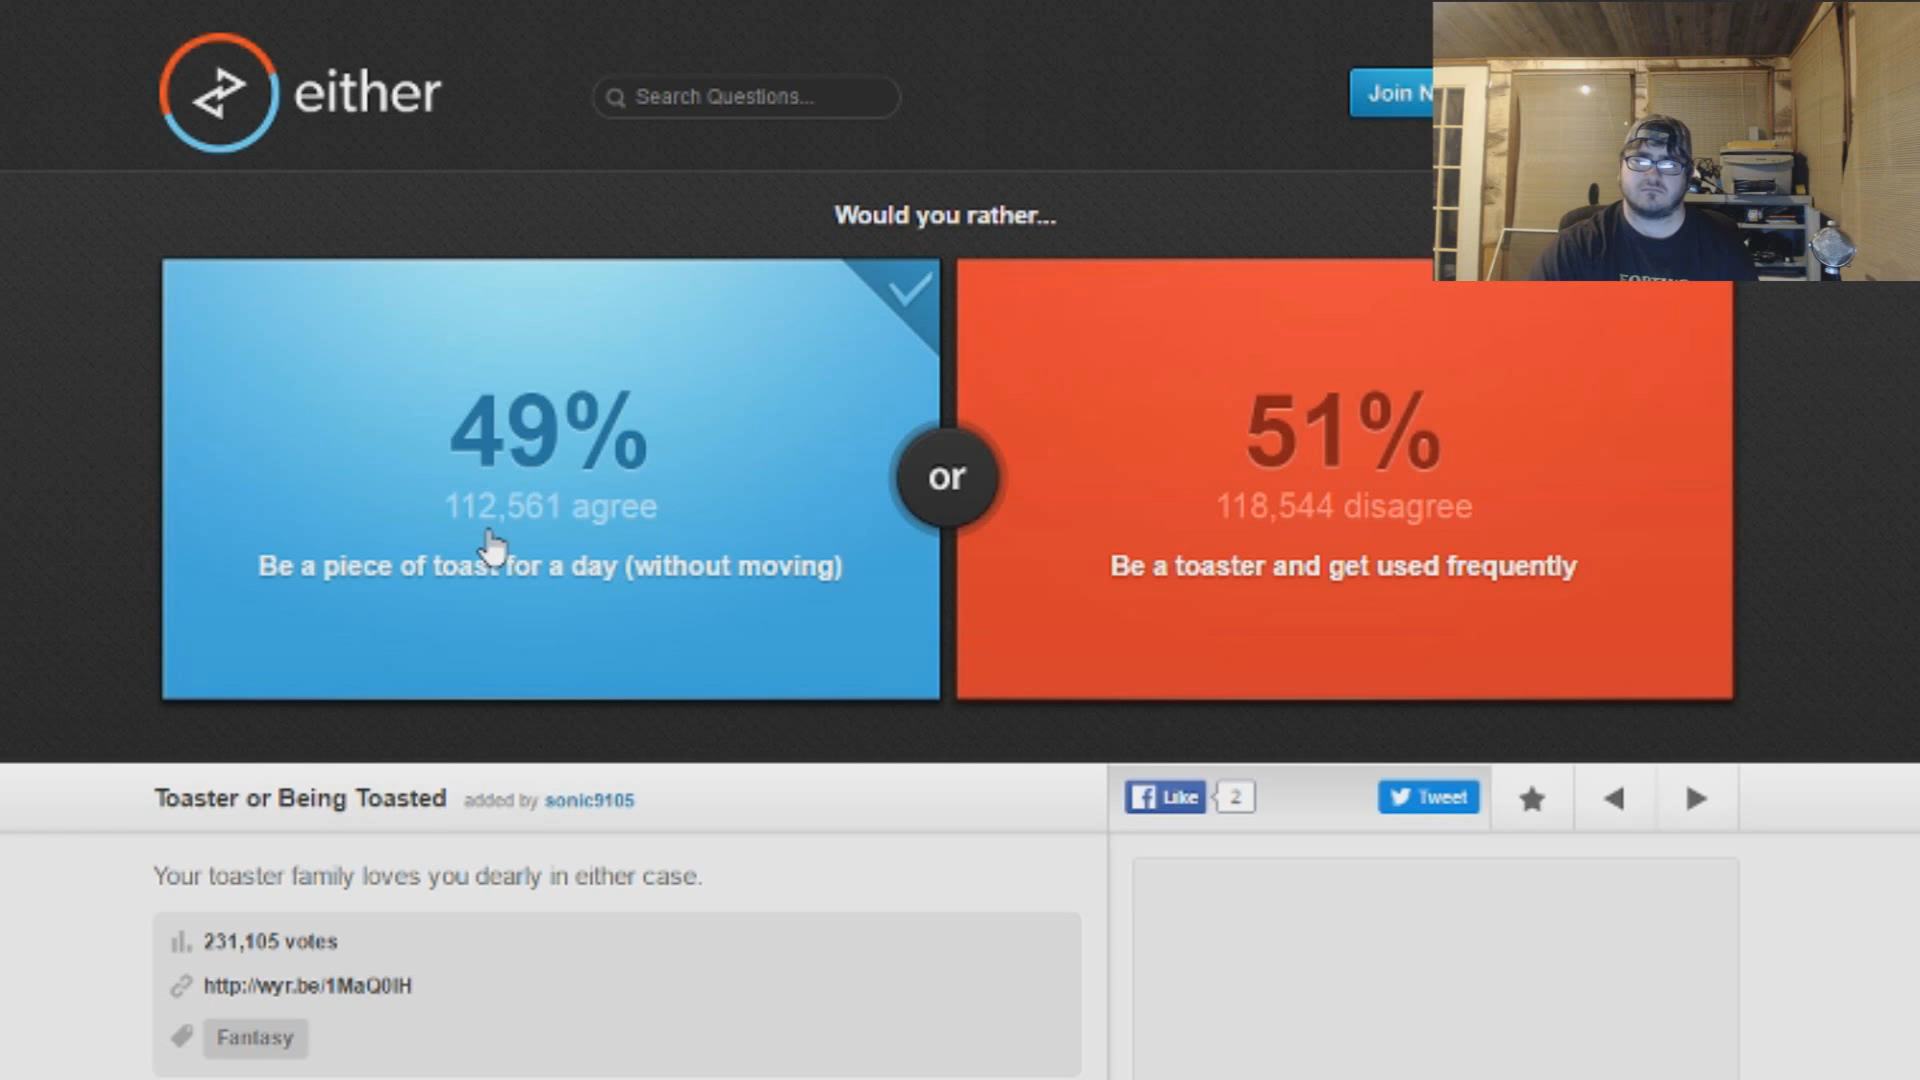 either
Search Questions...
Join N
Would you rather...
49%
112,561 agree
Be a piece of toast for a day (without moving)
or
51%
118,544 disagree
Be a toaster and get used frequently
Toaster or Being Toasted added by sonic9105
Like 2
Tweet
Your toaster family loves you dearly in either case.
231,105 votes
http://wyr.be/1MaQ0IH
Fantasy